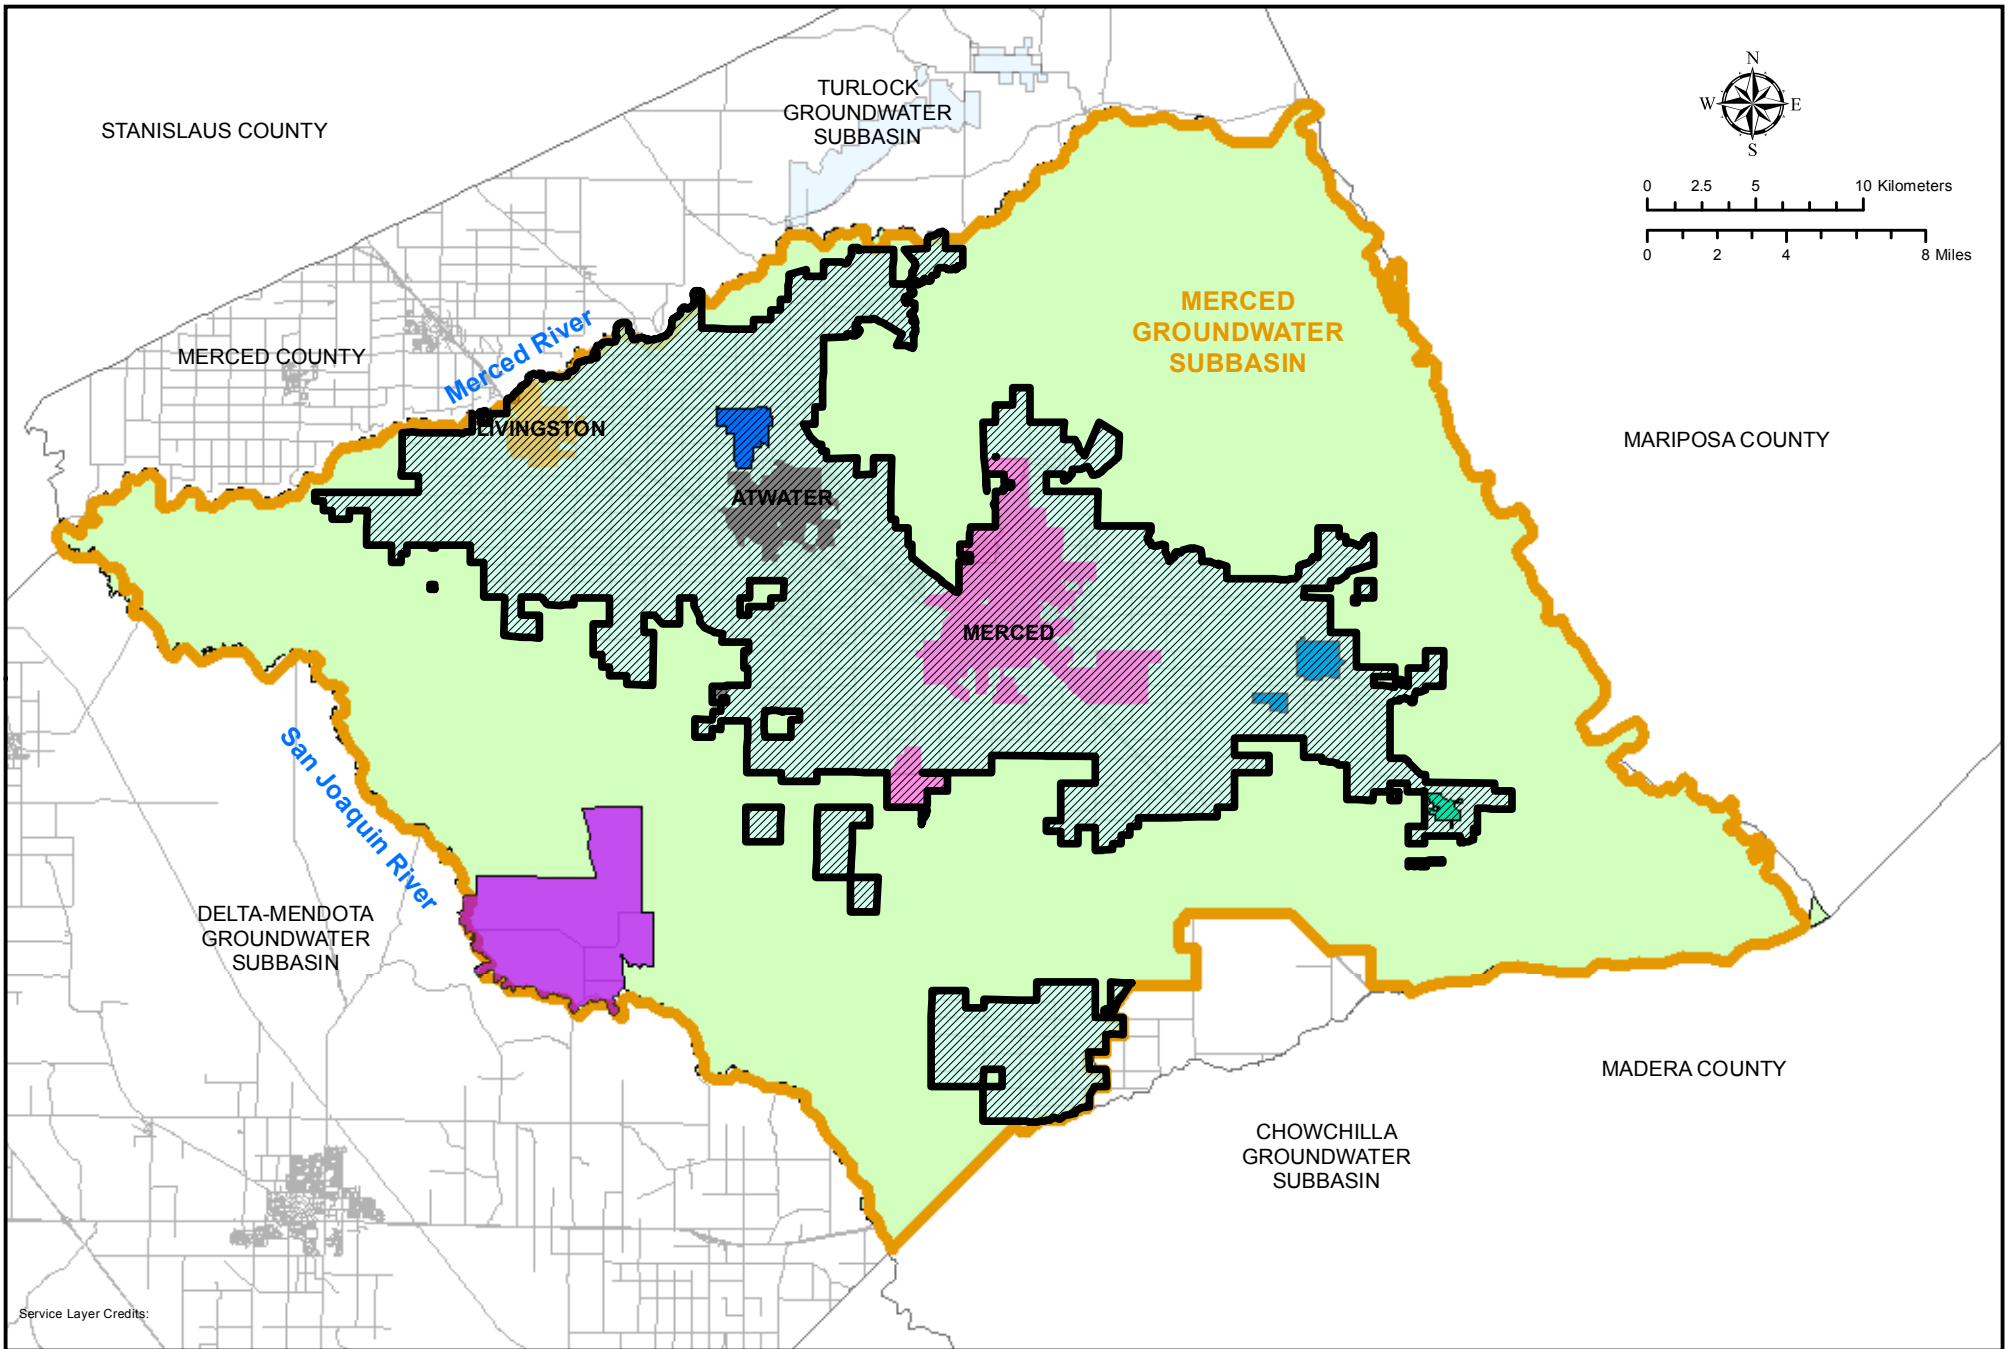 STANISLAUS COUNTY
TURLOCK
GROUNDWATER
SUBBASIN
N
W
E
S
0 2.5 5 10 Kilometers
0 2 4 8 Miles
MERCED
GROUNDWATER
SUBBASIN
MERCED COUNTY
Merced River
LIVINGSTON
MARIPOSA COUNTY
ATWATER
MERCED
San Joaquin River
DELTA-MENDOTA
GROUNDWATER
SUBBASIN
MADERA COUNTY
CHOWCHILLA
GROUNDWATER
SUBBASIN
Service Layer Credits: